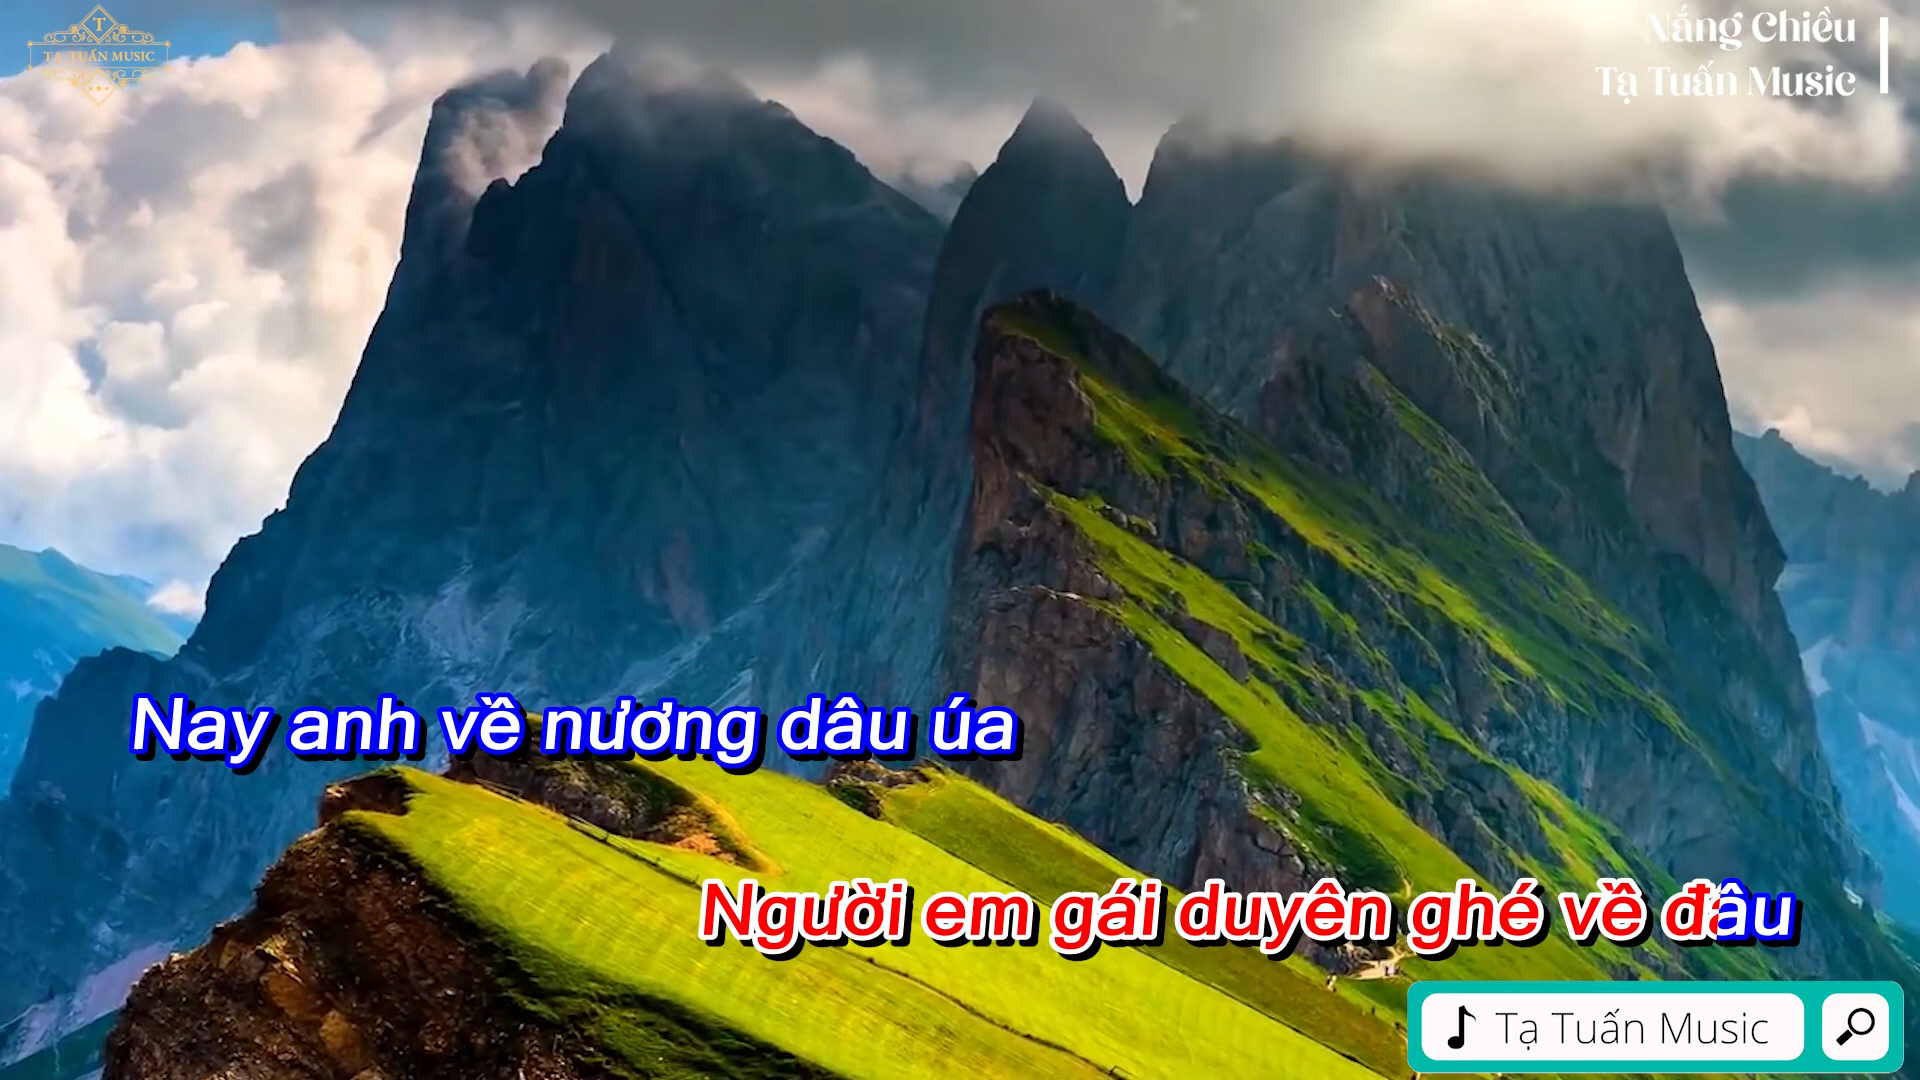 T
TẠ TUẤN MUSIC
Nắng Chiều
Tạ Tuấn Music
Nay anh về nương dâu úa
Người em gái duyên ghé về đâu
Tạ Tuấn Music